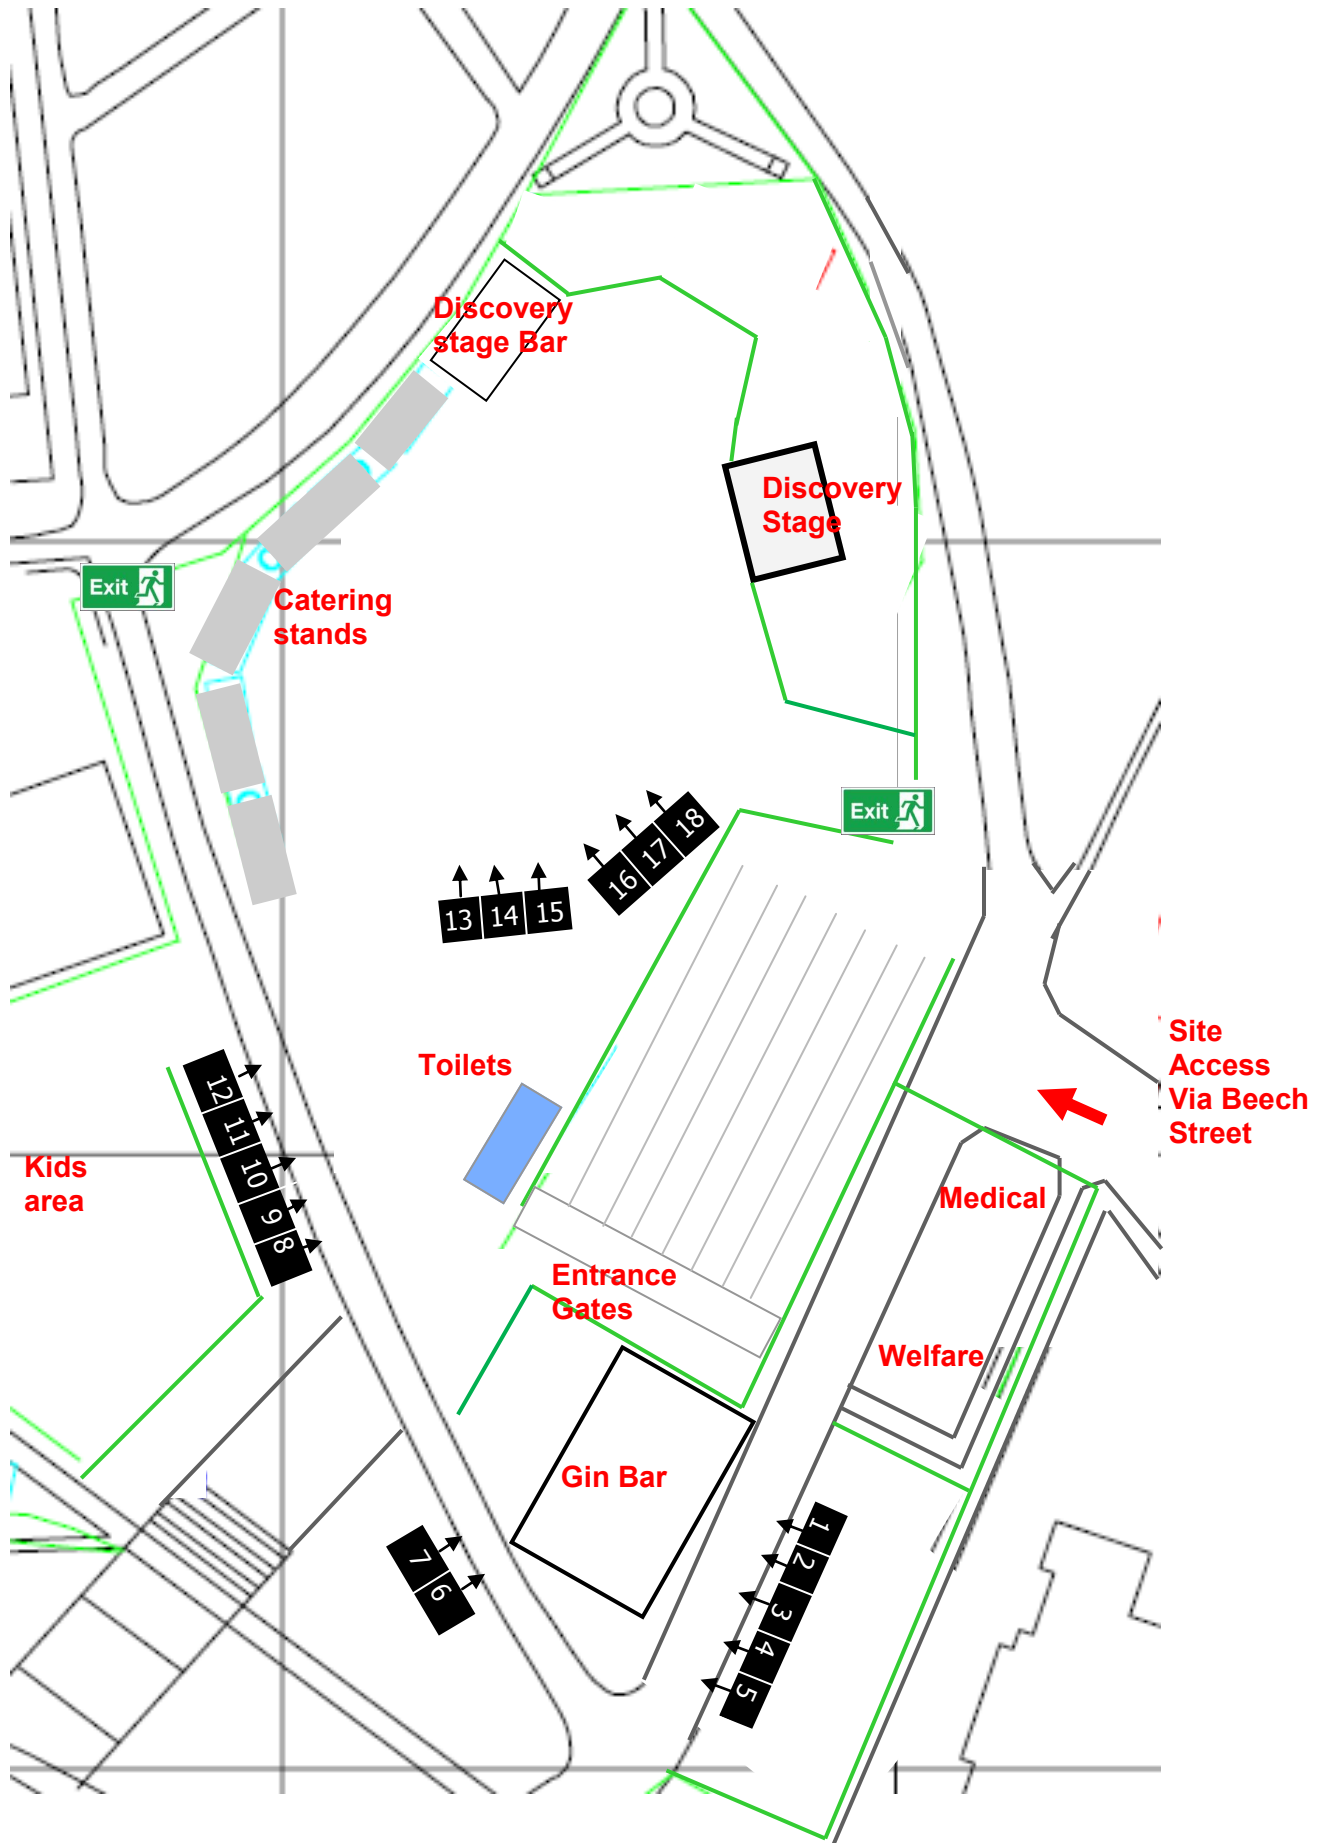 Discovery
stage Bar
Discovery
Stage
Exit
Catering
stands
Exit
18
17
16
13 14 15
Site
Access
Via Beech
Street
Toilets
12
11
10
9
8
Kids
area
Medical
Entrance
Gates
Welfare
Gin Bar
1
2
3
4
5
7
6